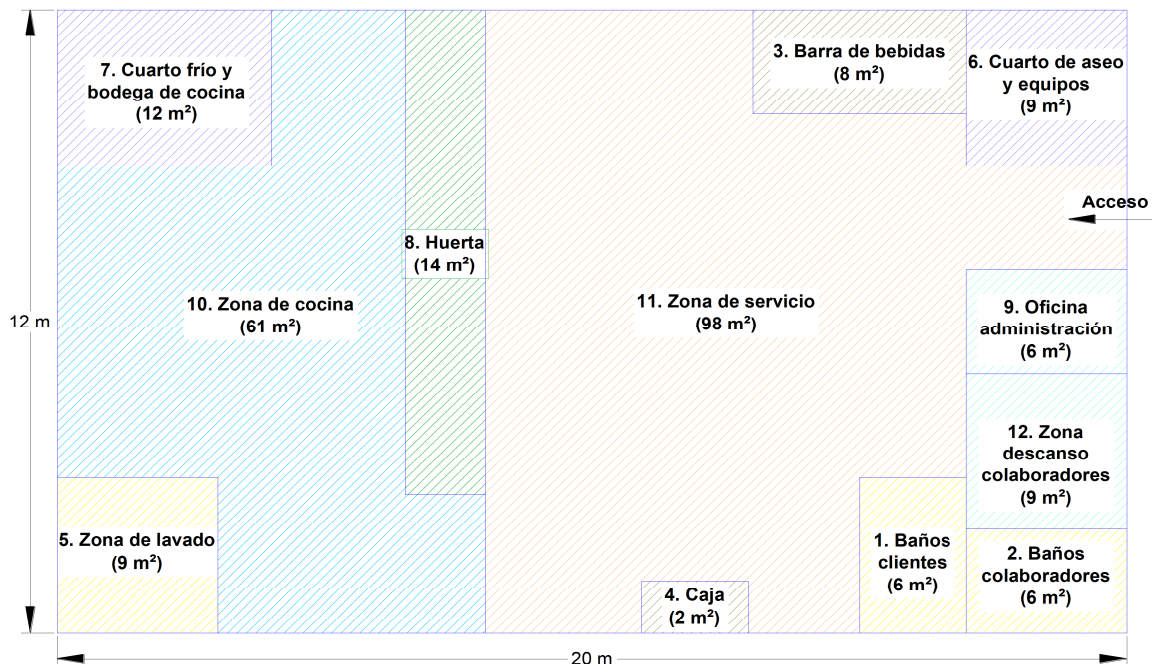 7. Cuarto frío y
bodega de cocina
(12 m²)
3. Barra de bebidas
(8 m²)
6. Cuarto de aseo
y equipos
(9 m²)
Acceso
8. Huerta
(14 m²)
10. Zona de cocina
(61 m²)
11. Zona de servicio
(98 m²)
9. Oficina
administración
(6 m²)
12 m
12. Zona
descanso
colaboradores
(9 m²)
5. Zona de lavado
(9 m²)
1. Baños
clientes
(6 m²)
2. Baños
colaboradores
(6 m²)
4. Caja
(2 m²)
20 m